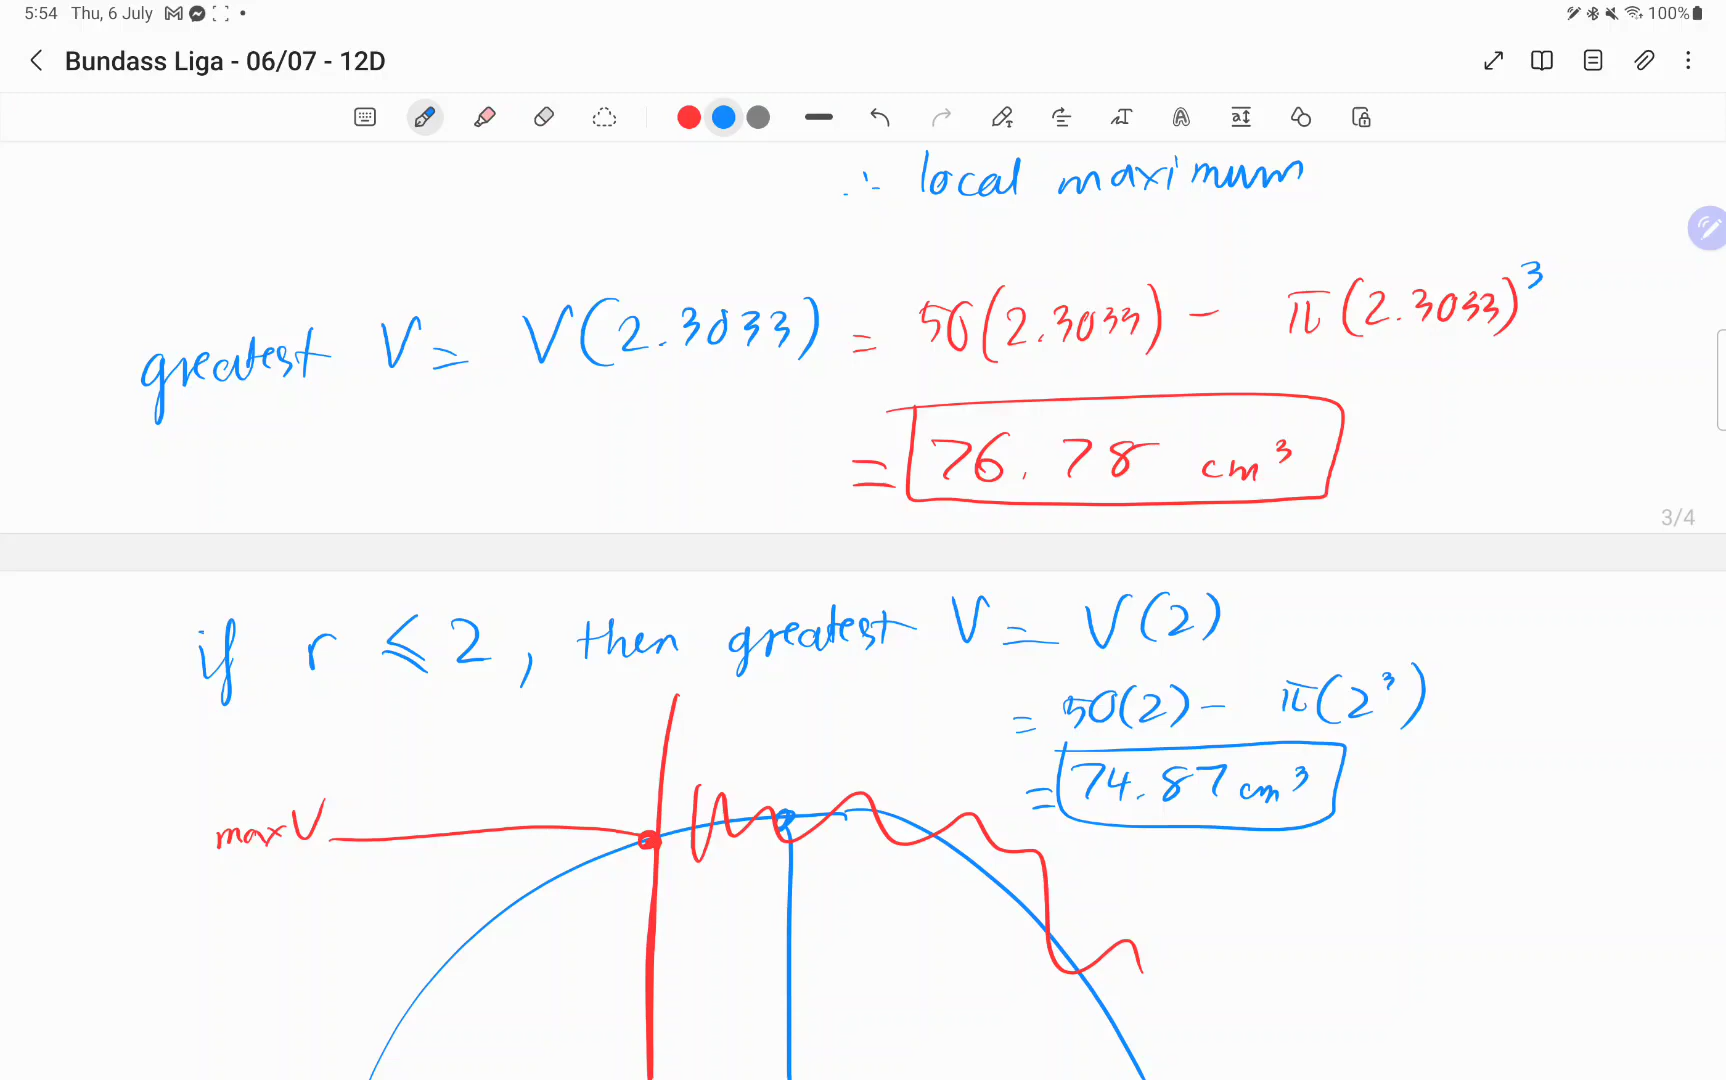 5:54 Thu, 6 July 100%
Bundass Liga - 06/07 - 12D
∴ local maximum
greatest V = V(2.3033) = 50(2.3033) - π(2.3033)³
= 76.78 cm³
3/4
if r ⩽ 2, then greatest V = V(2)
= 50(2) - π(2³)
= 74.87 cm³
max V